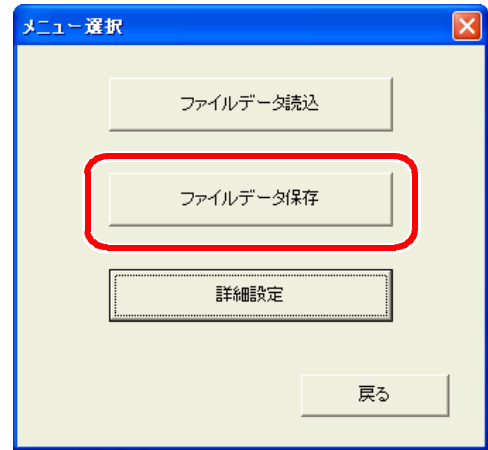 メニュー選択
ファイルデータ読込
ファイルデータ保存
詳細設定
戻る